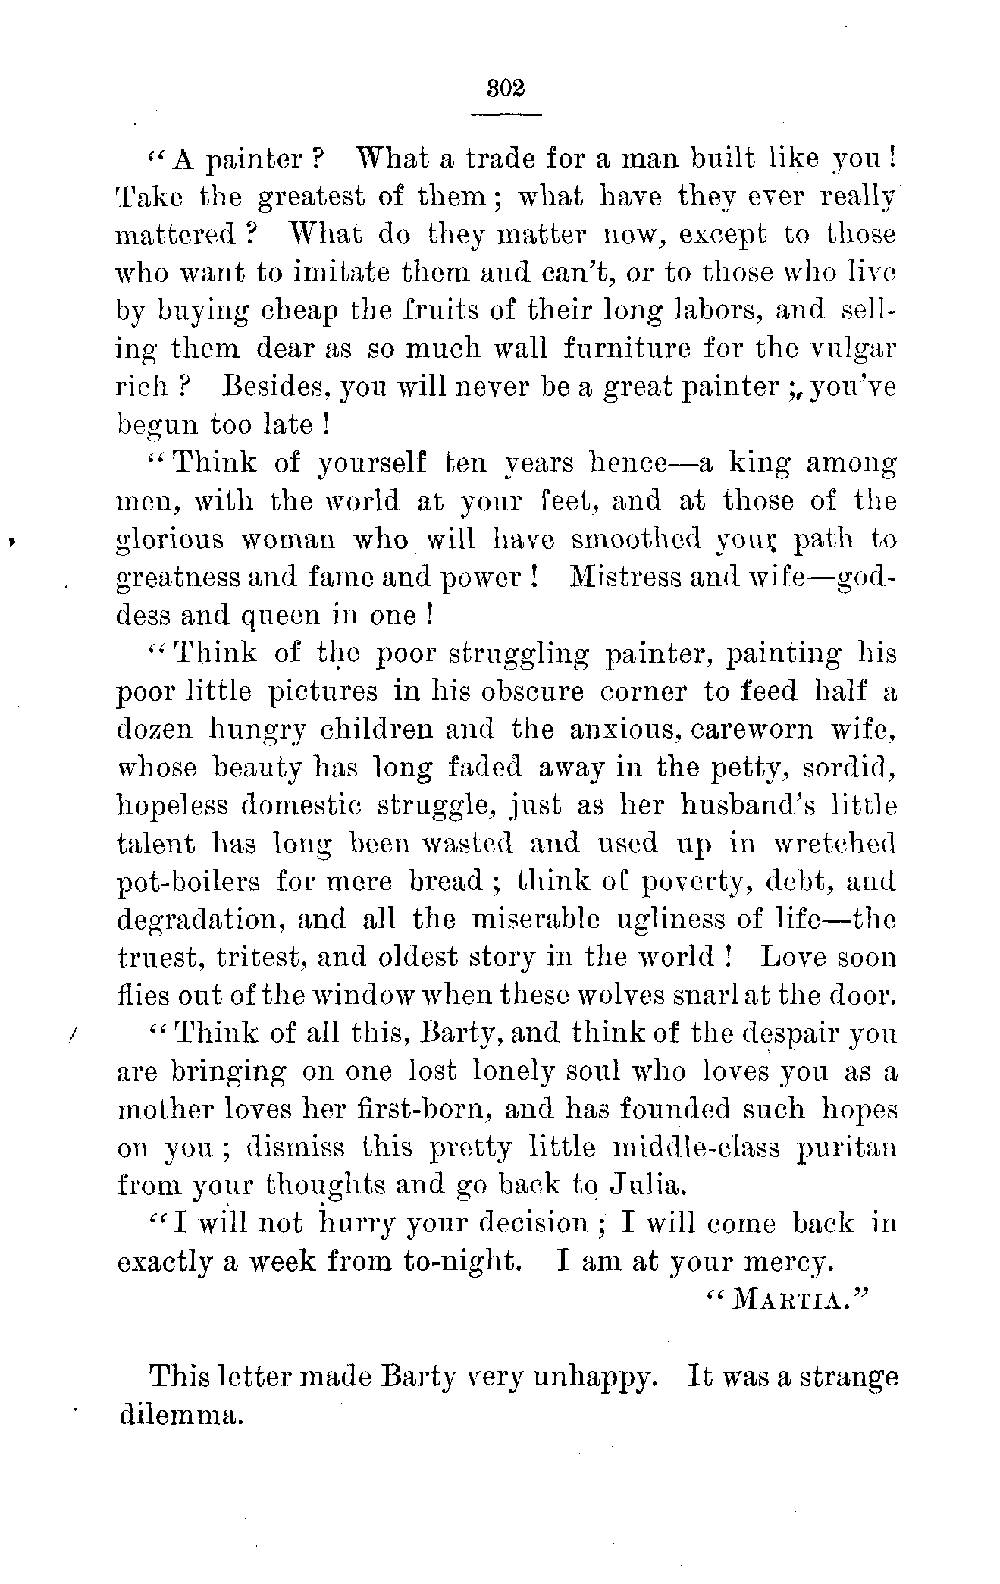 302
“A painter? What a trade for a man built like you!
Take the greatest of them; what have they ever really
mattered? What do they matter now, except to those
who want to imitate them and can’t, or to those who live
by buying cheap the fruits of their long labors, and sell-
ing them dear as so much wall furniture for the vulgar
rich? Besides, you will never be a great painter; you’ve
begun too late!
“Think of yourself ten years hence—a king among
men, with the world at your feet, and at those of the
glorious woman who will have smoothed your path to
greatness and fame and power! Mistress and wife—god-
dess and queen in one!
“Think of the poor struggling painter, painting his
poor little pictures in his obscure corner to feed half a
dozen hungry children and the anxious, careworn wife,
whose beauty has long faded away in the petty, sordid,
hopeless domestic struggle, just as her husband’s little
talent has long been wasted and used up in wretched
pot-boilers for mere bread; think of poverty, debt, and
degradation, and all the miserable ugliness of life—the
truest, tritest, and oldest story in the world! Love soon
flies out of the window when these wolves snarl at the door.
“Think of all this, Barty, and think of the despair you
are bringing on one lost lonely soul who loves you as a
mother loves her first-born, and has founded such hopes
on you; dismiss this pretty little middle-class puritan
from your thoughts and go back to Julia.
“I will not hurry your decision; I will come back in
exactly a week from to-night. I am at your mercy.
“MARTIA.”
This letter made Barty very unhappy. It was a strange
dilemma.